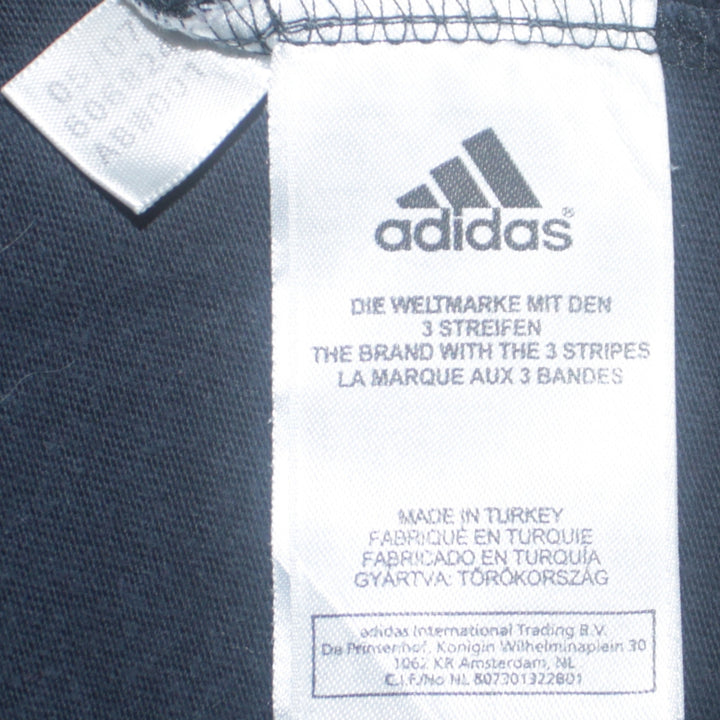 adidas®
DIE WELTMARKE MIT DEN
3 STREIFEN
THE BRAND WITH THE 3 STRIPES
LA MARQUE AUX 3 BANDES
MADE IN TURKEY
FABRIQUÉ EN TURQUIE
FABRICADO EN TURQUÍA
GYÁRTVA: TÖRÖKORSZÁG
adidas International Trading B.V.
De Prinsenhof, Konigin Wilhelminaplein 30
1062 KR Amsterdam, NL
C.I.F./No NL 807301322B01